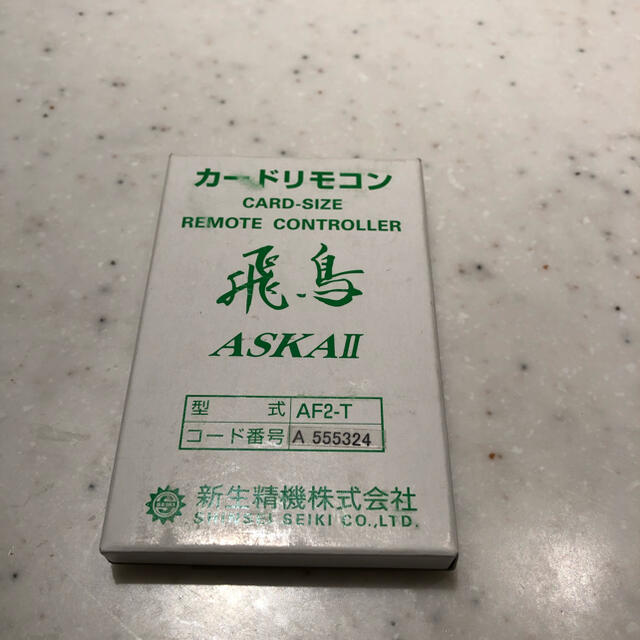 カードリモコン
CARD-SIZE
REMOTE CONTROLLER
飛鳥
ASKAII
型式 AF2-T
コード番号 A 555324
新生精機株式会社
SHINSEI SEIKI CO.,LTD.